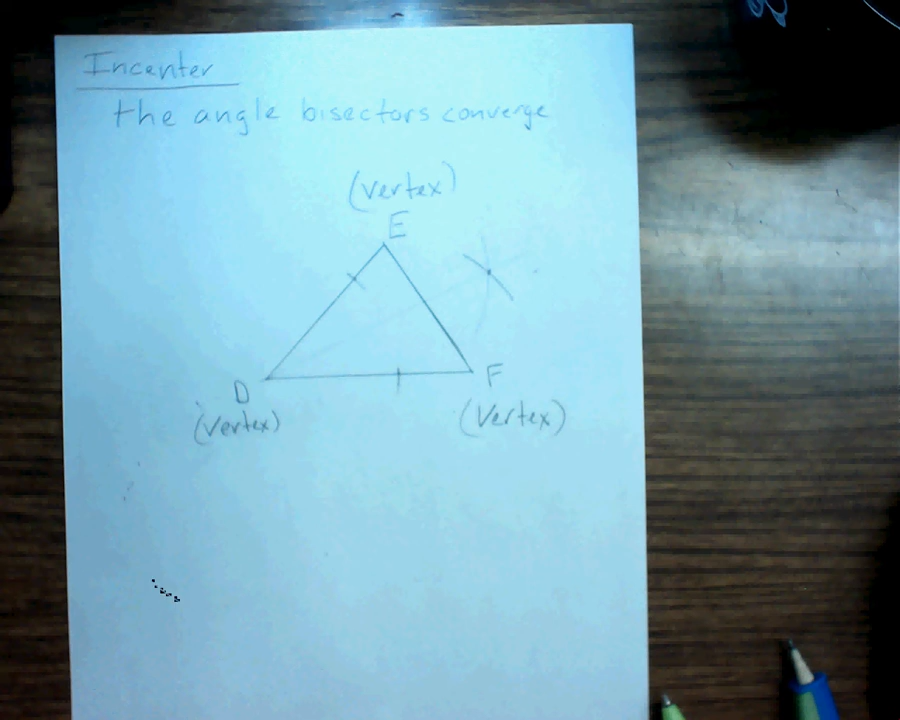 Incenter
the angle bisectors converge
(vertex)
E
D
F
(vertex)
(vertex)